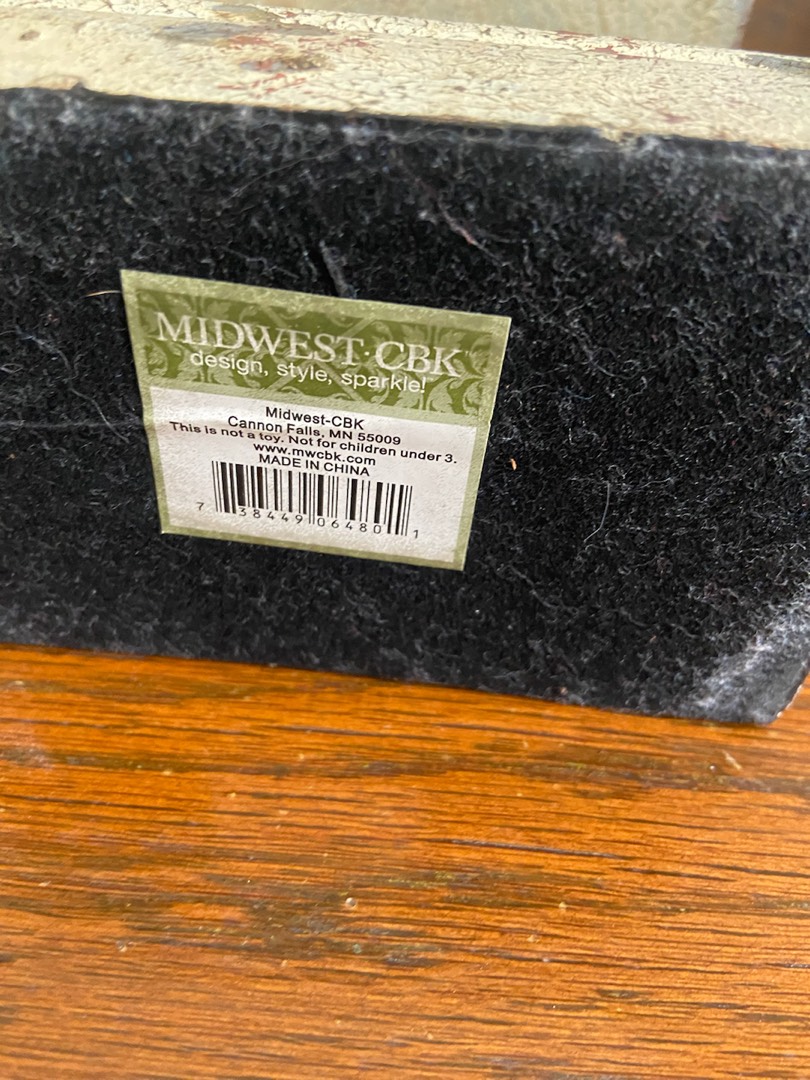 MIDWEST·CBK™
design, style, sparkle!
Midwest-CBK
Cannon Falls, MN 55009
This is not a toy. Not for children under 3.
www.mwcbk.com
MADE IN CHINA
7 38449 06480 1